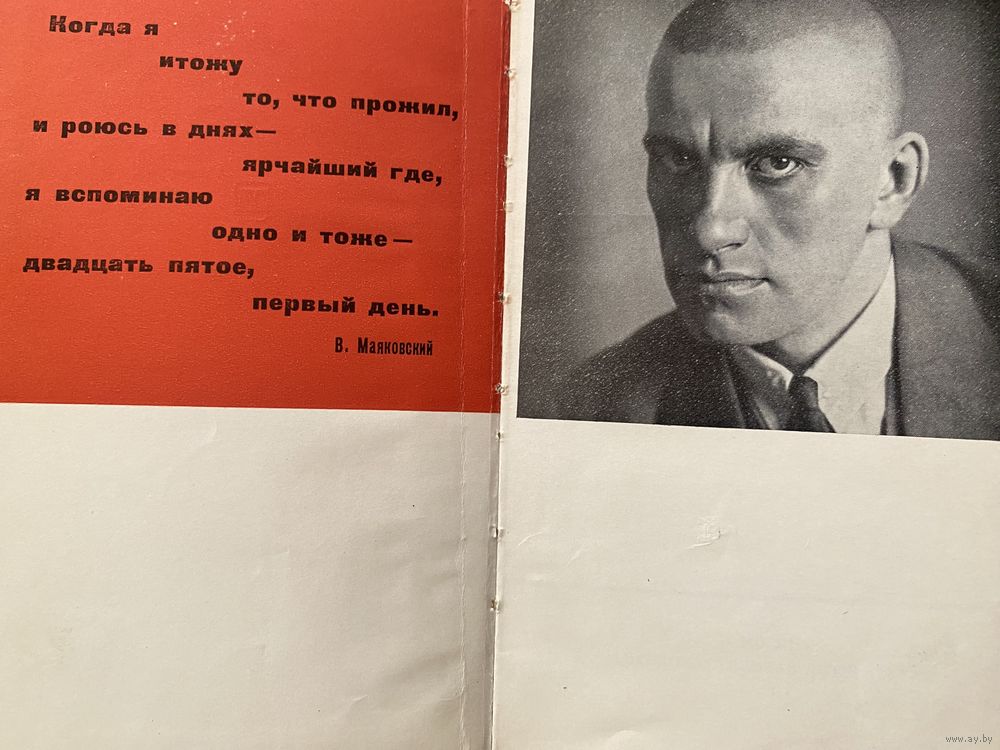 Когда я
итожу
то, что прожил,
и роюсь в днях—
ярчайший где,
я вспоминаю
одно и тоже—
двадцать пятое,
первый день.
В. Маяковский
www.ay.by